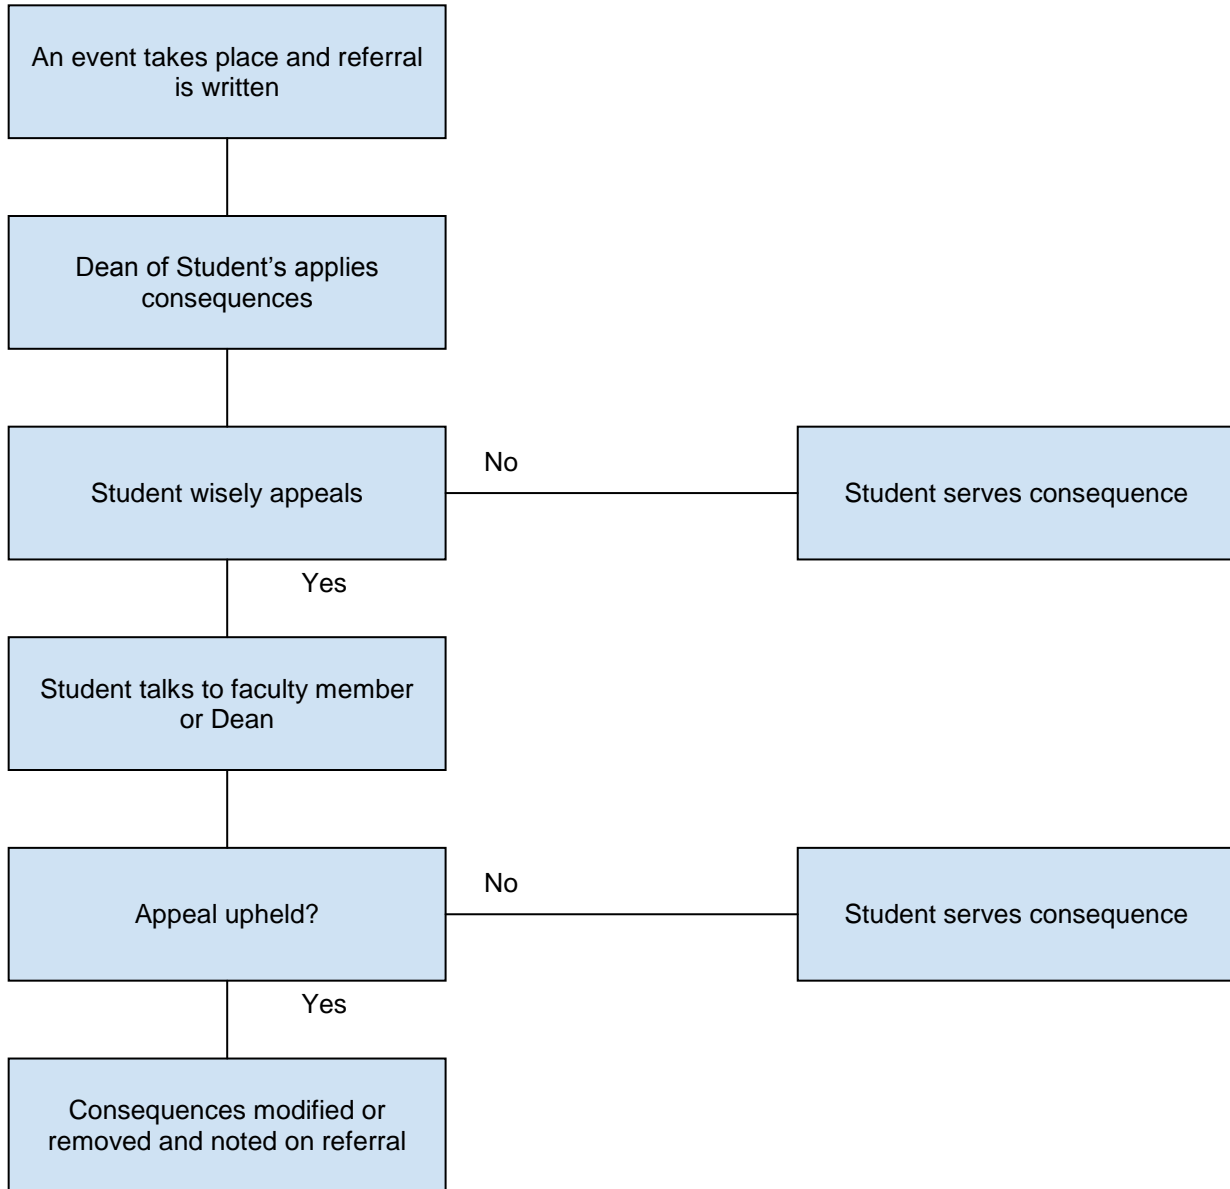 An event takes place and referral
is written
Dean of Student’s applies
consequences
Student wisely appeals
No
Student serves consequence
Yes
Student talks to faculty member
or Dean
Appeal upheld?
No
Student serves consequence
Yes
Consequences modified or
removed and noted on referral